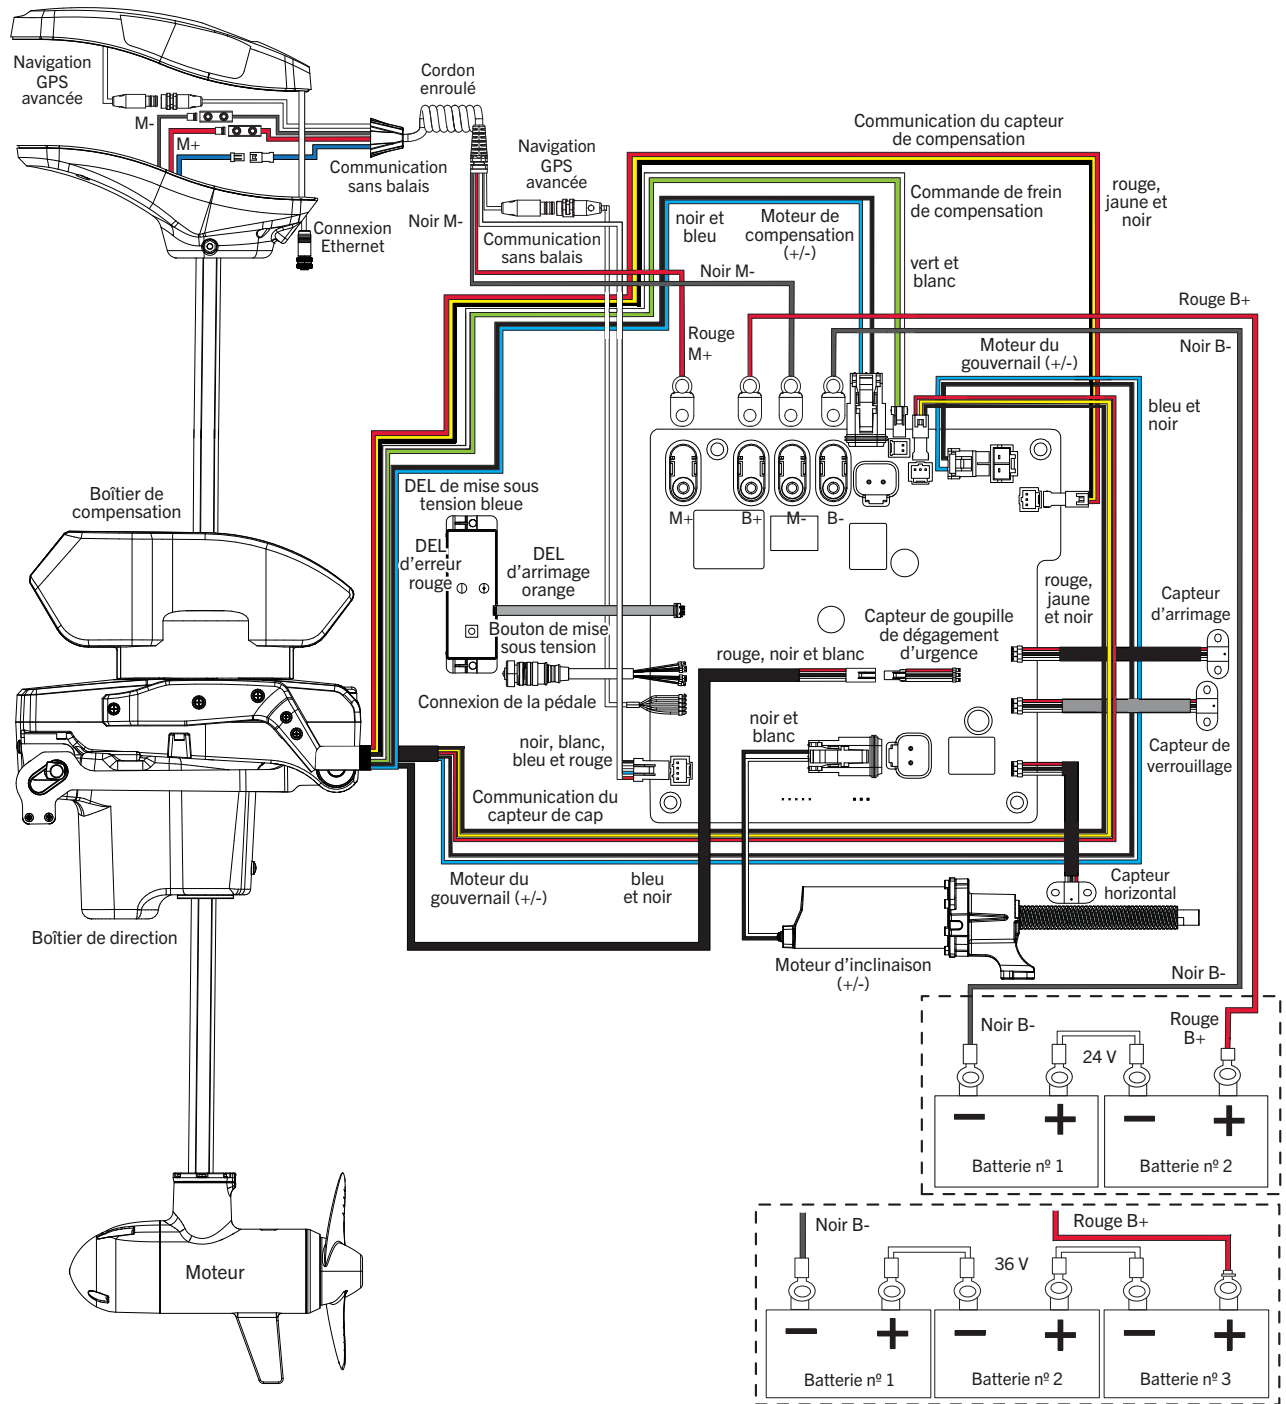 Navigation
GPS
avancée
M-
M+
Cordon
enroulé
Communication
sans balais
Connexion
Ethernet
Noir M-
Navigation
GPS
avancée
Communication
sans balais
Communication du capteur
de compensation
noir et
bleu
Moteur de
compensation
(+/-)
Commande de frein
de compensation
rouge,
jaune et
noir
vert et
blanc
Noir M-
Rouge
M+
Rouge B+
Noir B-
Moteur du
gouvernail (+/-)
bleu et
noir
Boîtier de
compensation
DEL de mise sous
tension bleue
DEL
d'erreur
rouge
DEL
d'arrimage
orange
Bouton de mise
sous tension
Connexion de la pédale
M+
B+
M-
B-
rouge,
jaune
et noir
Capteur
d'arrimage
Capteur de goupille
de dégagement
d'urgence
rouge, noir et blanc
noir et
blanc
noir, blanc,
bleu et rouge
Capteur de
verrouillage
Communication du
capteur de cap
Moteur du
gouvernail (+/-)
bleu
et noir
Capteur
horizontal
Boîtier de direction
Moteur d'inclinaison
(+/-)
Noir B-
Noir B-
Rouge
B+
24 V
Batterie nº 1
Batterie nº 2
Moteur
Noir B-
Rouge B+
36 V
Batterie nº 1
Batterie nº 2
Batterie nº 3